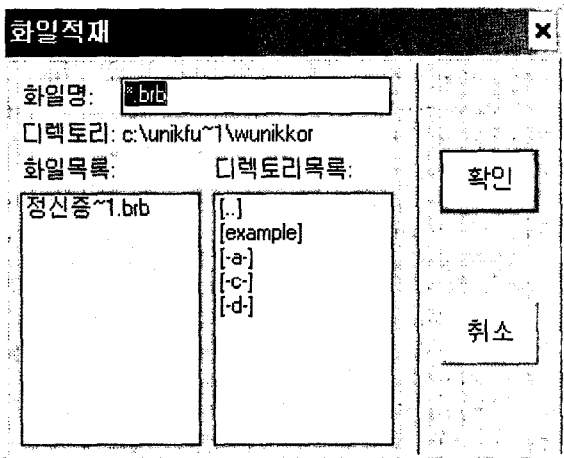 화일적재
화일명: *.brb
디렉토리: c:\unikfu~1\wunikkor
화일목록: 디렉토리목록:
정신증~1.brb
[..]
[example]
[-a-]
[-c-]
[-d-]
확인
취소